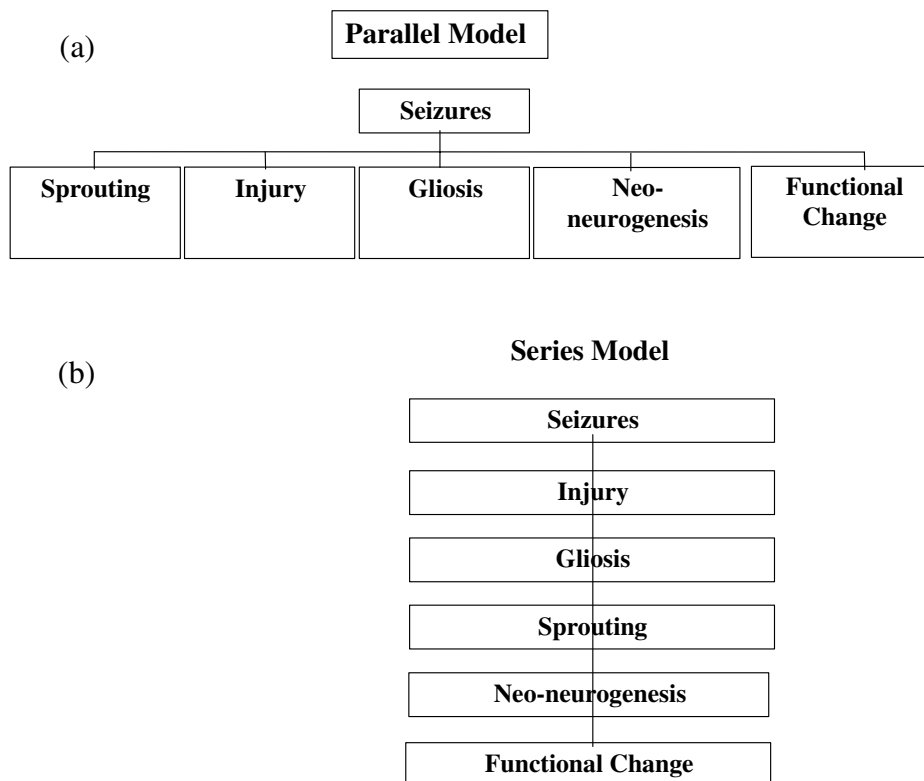 (a)
Parallel Model
Seizures
Sprouting
Injury
Gliosis
Neo-
neurogenesis
Functional
Change
(b)
Series Model
Seizures
Injury
Gliosis
Sprouting
Neo-neurogenesis
Functional Change